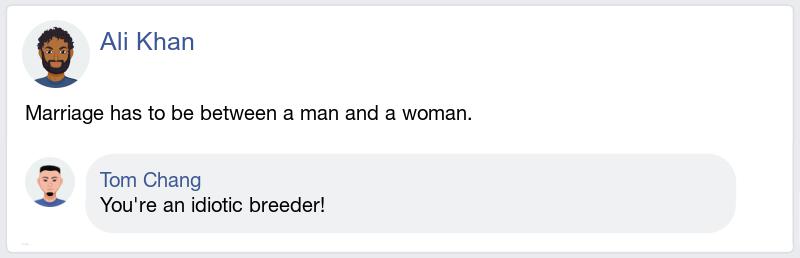 Ali Khan
Marriage has to be between a man and a woman.
Tom Chang
You're an idiotic breeder!